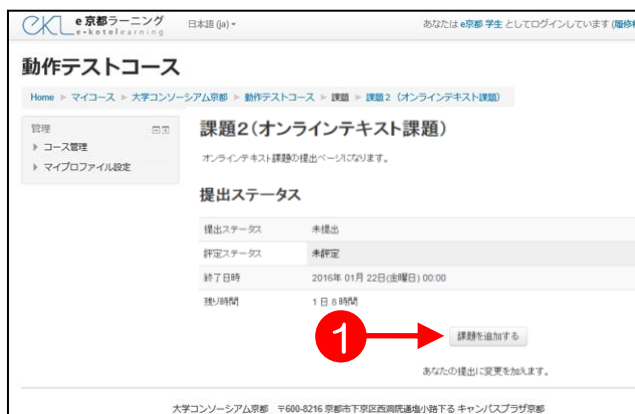 e京都ラーニング
e-kotolearning
日本語 (ja)
あなたは e京都 学生 としてログインしています (履修
動作テストコース
Home ► マイコース ► 大学コンソーシアム京都 ► 動作テストコース ► 課題 ► 課題2 (オンラインテキスト課題)
管理
コース管理
マイプロファイル設定
課題2(オンラインテキスト課題)
オンラインテキスト課題の提出ページになります。
提出ステータス
提出ステータス 未提出
評定ステータス 未評定
終了日時 2016年 01月 22日(金曜日) 00:00
残り時間 1 日 8 時間
1
課題を追加する
あなたの提出に変更を加えます。
大学コンソーシアム京都 〒600-8216 京都市下京区西洞院通塩小路下る キャンパスプラザ京都